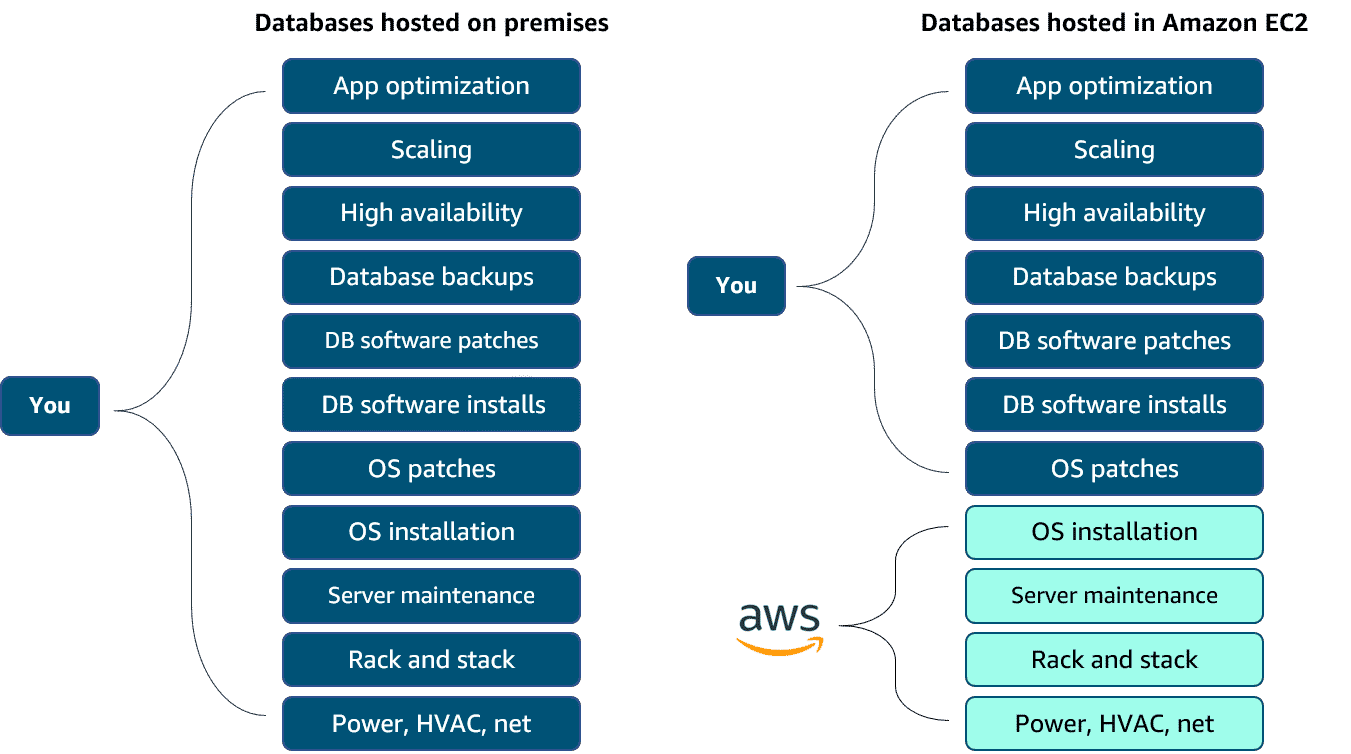 Databases hosted on premises
You
App optimization
Scaling
High availability
Database backups
DB software patches
DB software installs
OS patches
OS installation
Server maintenance
Rack and stack
Power, HVAC, net
Databases hosted in Amazon EC2
You
App optimization
Scaling
High availability
Database backups
DB software patches
DB software installs
OS patches
aws
OS installation
Server maintenance
Rack and stack
Power, HVAC, net